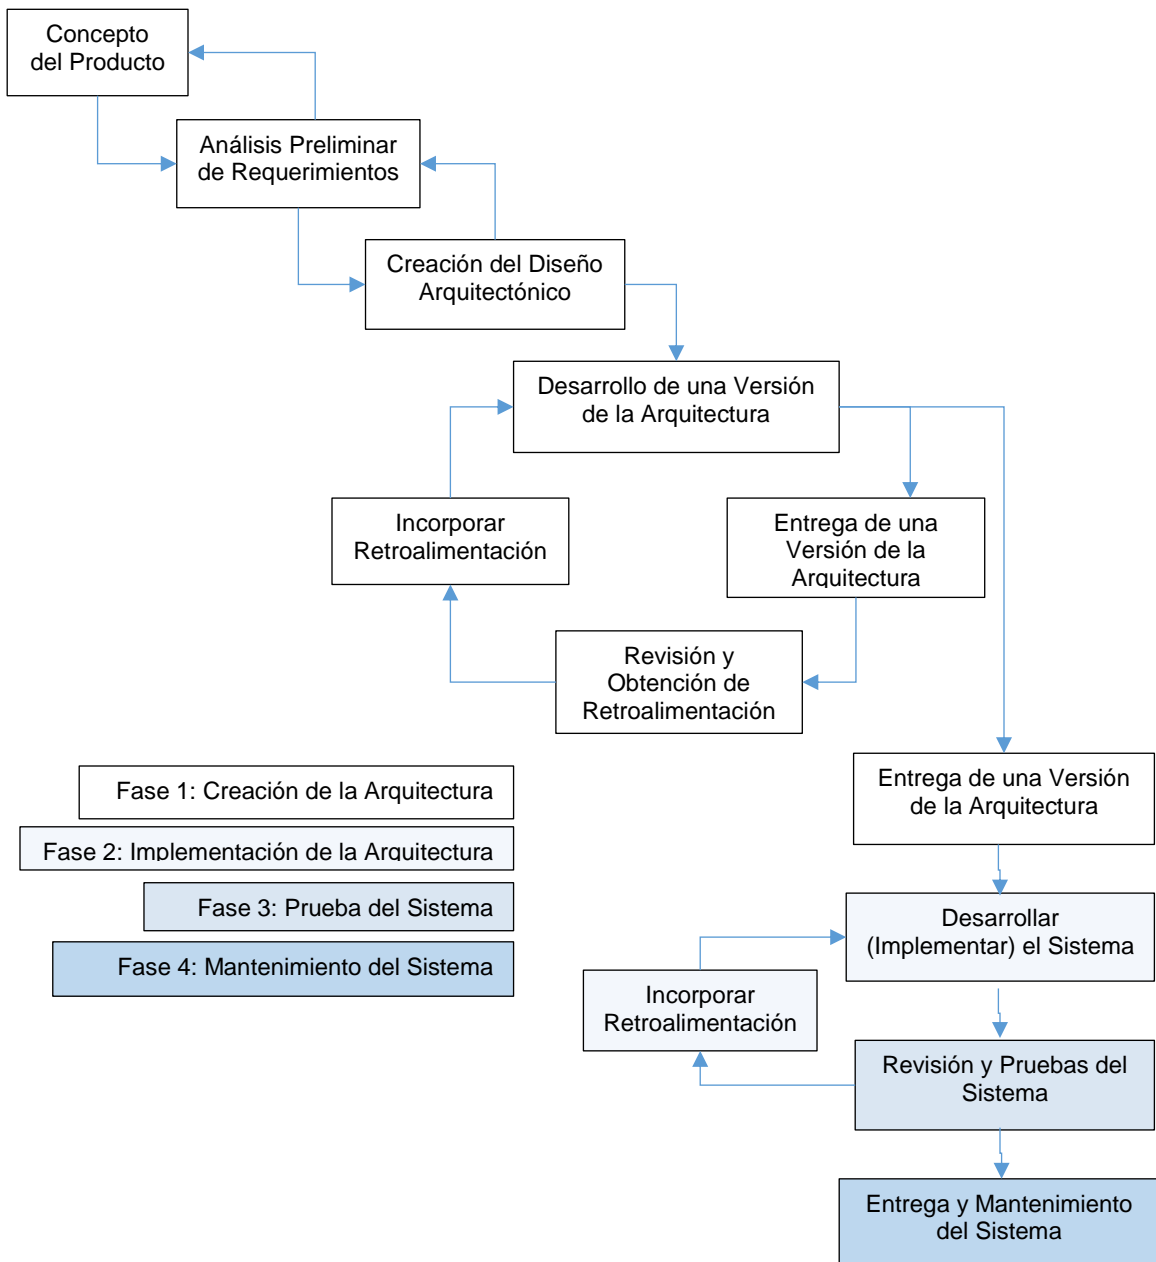 Concepto
del Producto
Análisis Preliminar
de Requerimientos
Creación del Diseño
Arquitectónico
Desarrollo de una Versión
de la Arquitectura
Incorporar
Retroalimentación
Entrega de una
Versión de la
Arquitectura
Revisión y
Obtención de
Retroalimentación
Entrega de una Versión
de la Arquitectura
Fase 1: Creación de la Arquitectura
Fase 2: Implementación de la Arquitectura
Fase 3: Prueba del Sistema
Fase 4: Mantenimiento del Sistema
Desarrollar
(Implementar) el Sistema
Incorporar
Retroalimentación
Revisión y Pruebas del
Sistema
Entrega y Mantenimiento
del Sistema